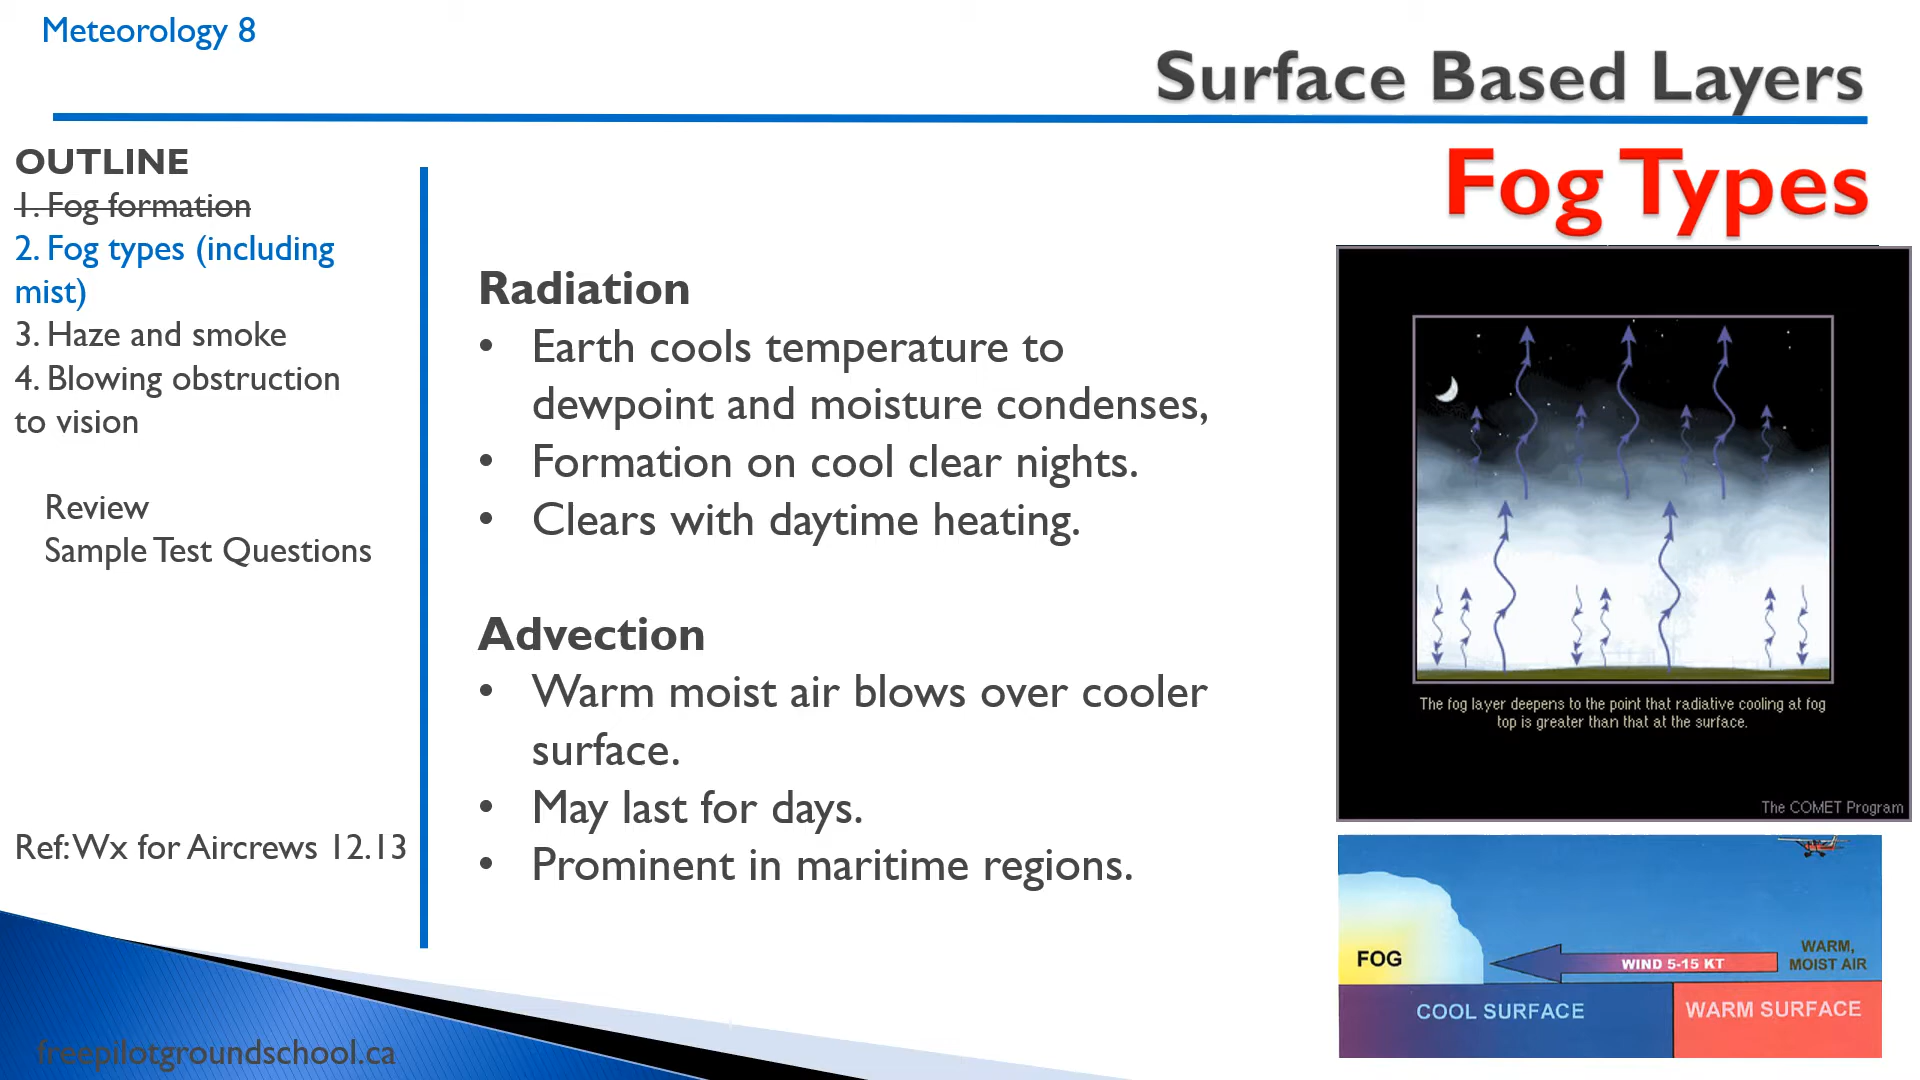 Meteorology 8
Surface Based Layers
Fog Types
OUTLINE
1. Fog formation
2. Fog types (including
mist)
3. Haze and smoke
4. Blowing obstruction
to vision
Review
Sample Test Questions
Ref: Wx for Aircrews 12.13
freepilotgroundschool.ca
Radiation
• Earth cools temperature to
dewpoint and moisture condenses,
• Formation on cool clear nights.
• Clears with daytime heating.
Advection
• Warm moist air blows over cooler
surface.
• May last for days.
• Prominent in maritime regions.
The fog layer deepens to the point that radiative cooling at fog
top is greater than that at the surface.
The COMET Program
FOG
WIND 5-15 KT
WARM,
MOIST AIR
COOL SURFACE
WARM SURFACE